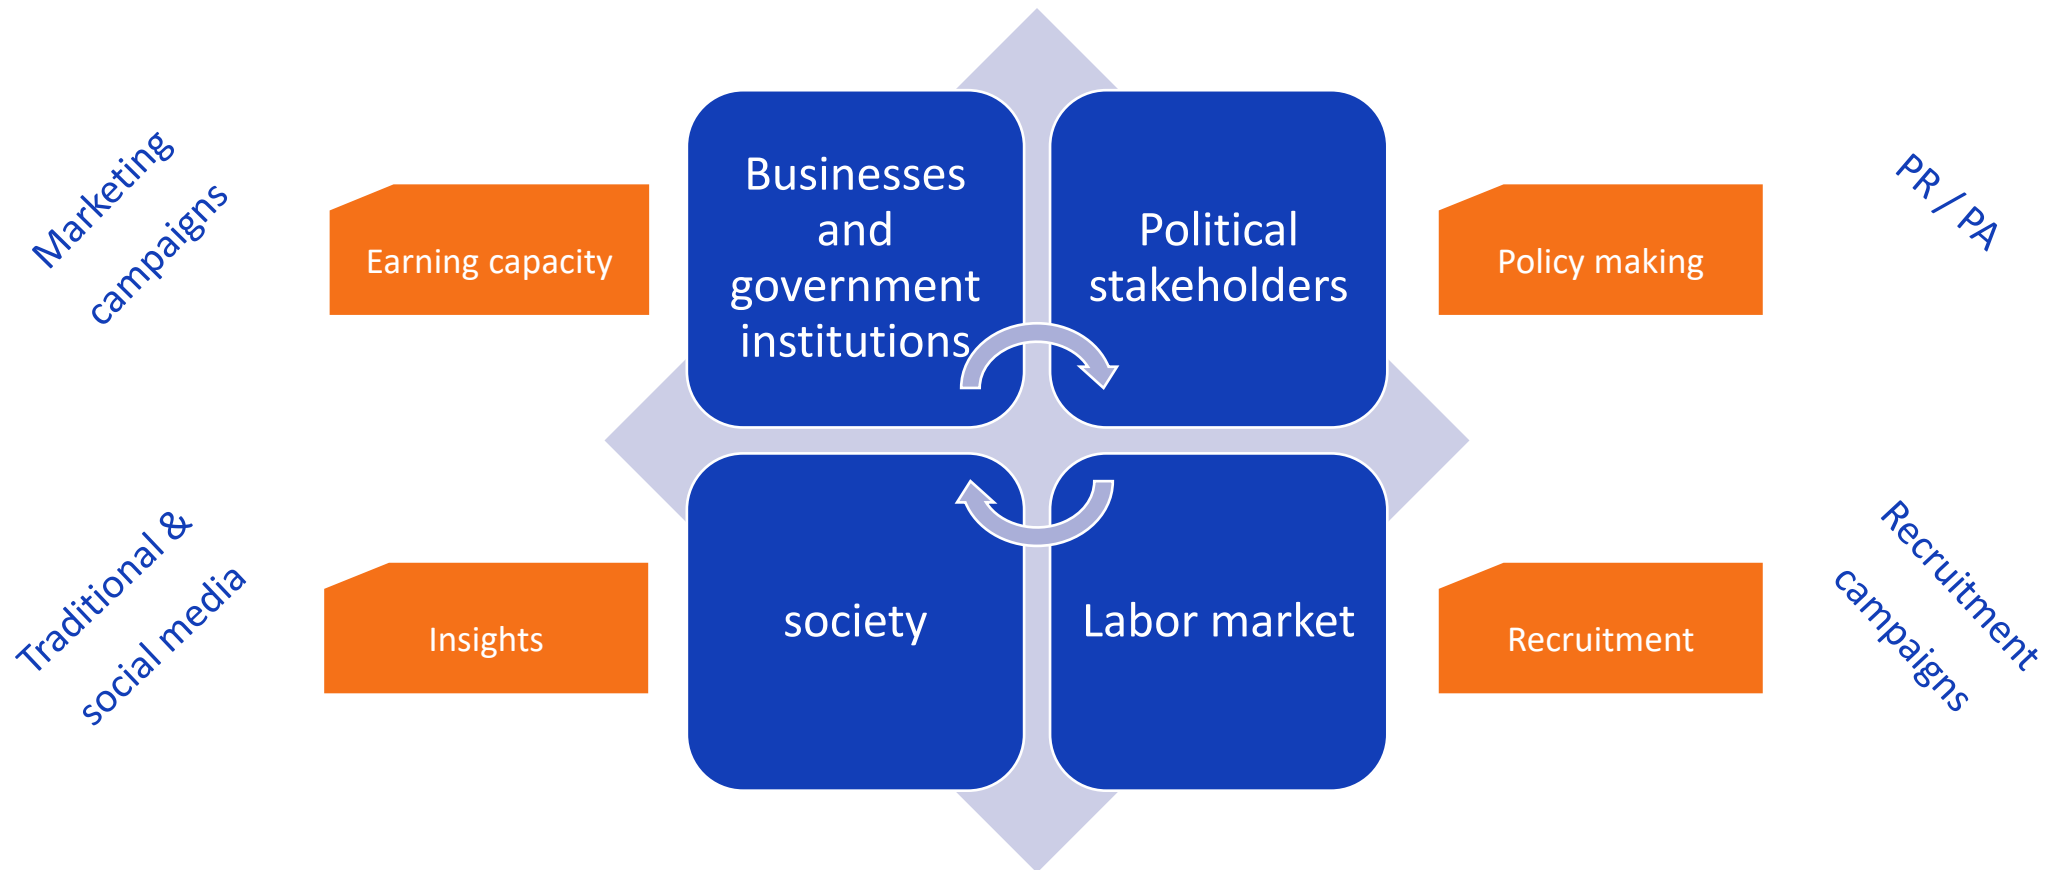 Marketing
campaigns
Earning capacity
Businesses
and
government
institutions
Political
stakeholders
Policy making
PR / PA
Traditional &
social media
Insights
society
Labor market
Recruitment
Recruitment
campaigns